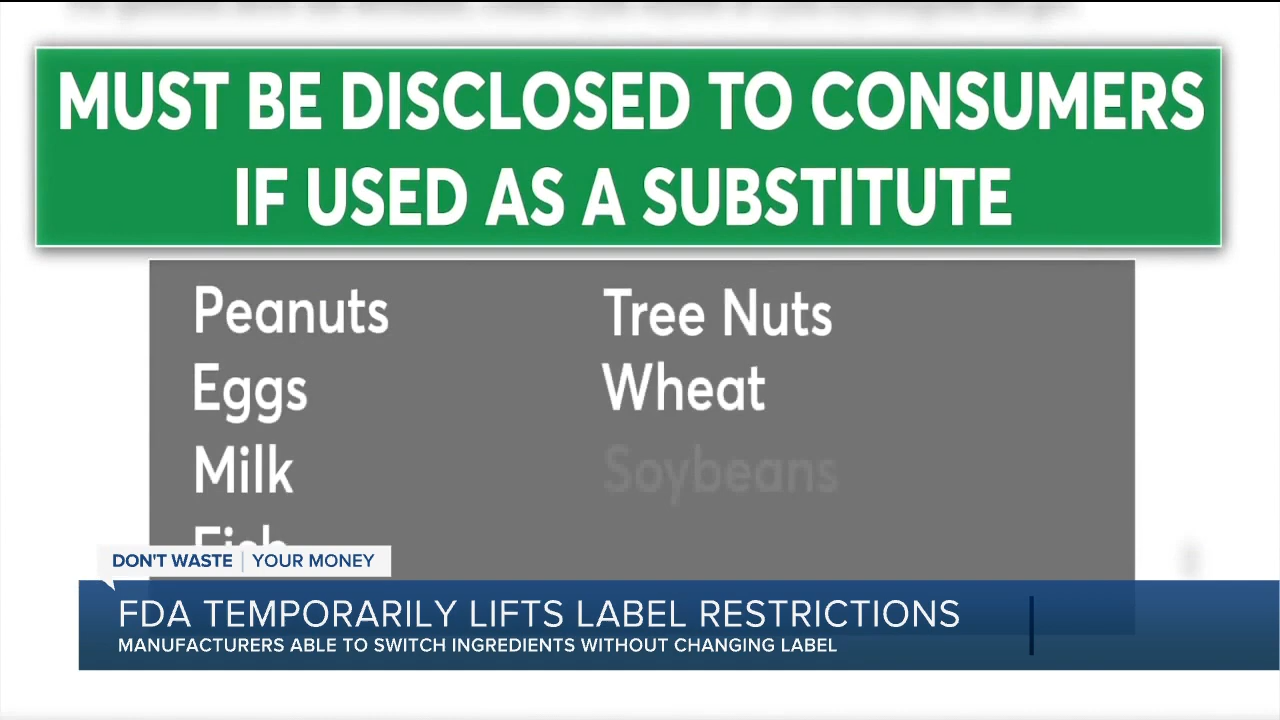 MUST BE DISCLOSED TO CONSUMERS
IF USED AS A SUBSTITUTE
Peanuts
Eggs
Milk
Fish
Tree Nuts
Wheat
Soybeans
DON'T WASTE | YOUR MONEY
FDA TEMPORARILY LIFTS LABEL RESTRICTIONS
MANUFACTURERS ABLE TO SWITCH INGREDIENTS WITHOUT CHANGING LABEL